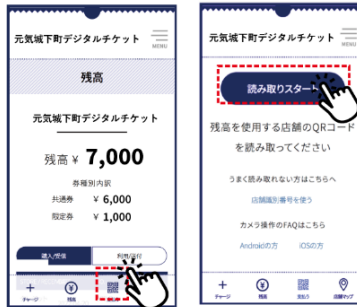 元気城下町デジタルチケット
MENU
残高
元気城下町デジタルチケット
残高 ¥ 7,000
券種別内訳
共通券 ¥ 6,000
限定券 ¥ 1,000
購入/受信
利用/送付
チャージ
残高
元気城下町デジタルチケット
MENU
読み取りスタート
残高を使用する店舗のQRコード
を読み取ってください
うまく読み取れない方はこちらへ
店舗識別番号を使う
カメラ操作のFAQはこちら
Androidの方 iOSの方
チャージ 残高 支払い 店舗マップ